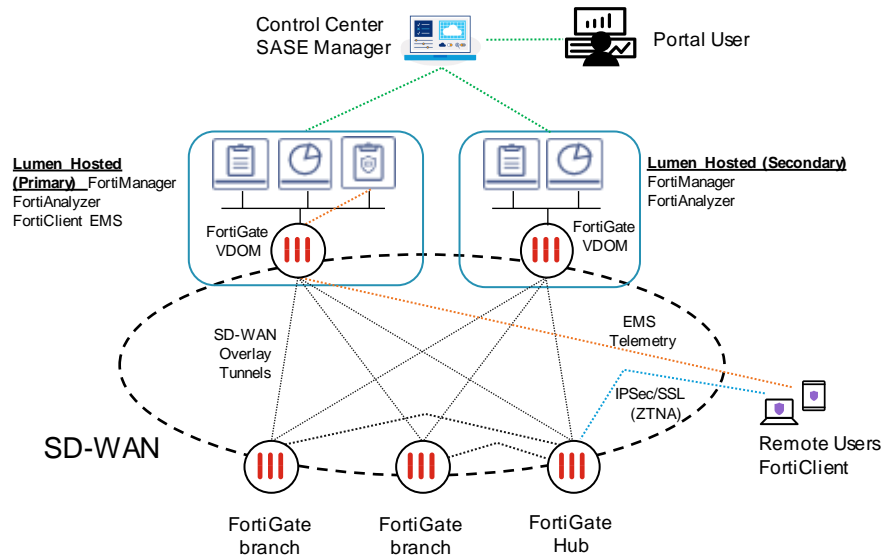 Control Center
SASE Manager
Portal User
Lumen Hosted
(Primary) FortiManager
FortiAnalyzer
FortiClient EMS
Lumen Hosted (Secondary)
FortiManager
FortiAnalyzer
FortiGate
VDOM
FortiGate
VDOM
SD-WAN
Overlay
Tunnels
EMS
Telemetry
IPSec/SSL
(ZTNA)
SD-WAN
Remote Users
FortiClient
FortiGate
branch
FortiGate
branch
FortiGate
Hub